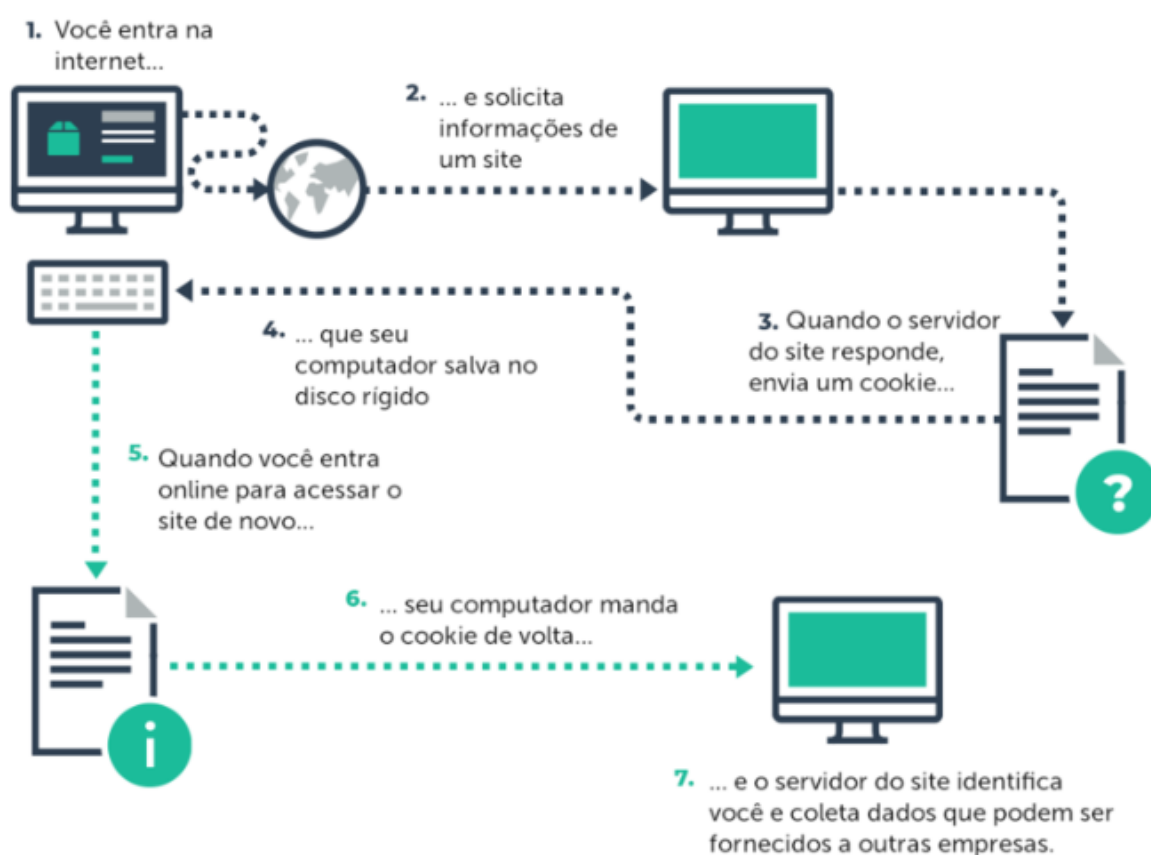 1. Você entra na
internet...
2. ... e solicita
informações de
um site
3. Quando o servidor
do site responde,
envia um cookie...
4. ... que seu
computador salva no
disco rígido
5. Quando você entra
online para acessar o
site de novo...
6. ... seu computador manda
o cookie de volta...
7. ... e o servidor do site identifica
você e coleta dados que podem ser
fornecidos a outras empresas.
?
i